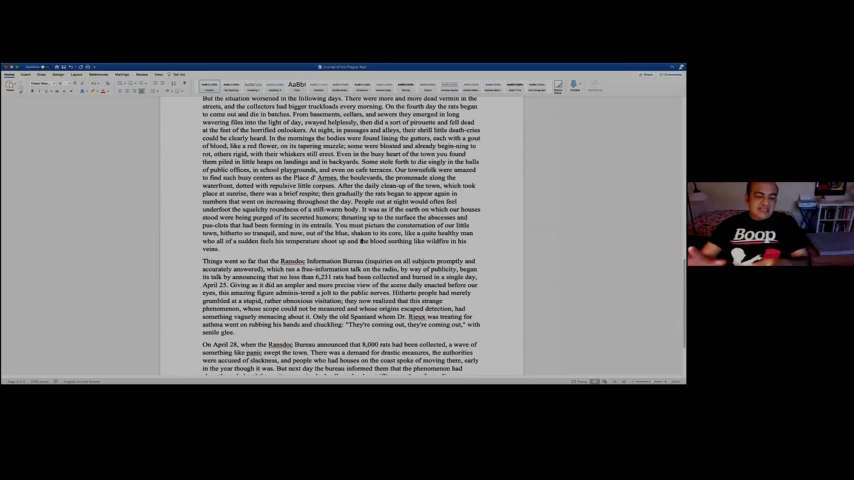 Journal of the Plague Year
Home Insert Draw Design Layout References Mailings Review View Tell me
Share Comments
But the situation worsened in the following days. There were more and more dead vermin in the
streets, and the collectors had bigger truckloads every morning. On the fourth day the rats began
to come out and die in batches. From basements, cellars, and sewers they emerged in long
wavering files into the light of day, swayed helplessly, then did a sort of pirouette and fell dead
at the feet of the horrified onlookers. At night, in passages and alleys, their shrill little death-cries
could be clearly heard. In the mornings the bodies were found lining the gutters, each with a gout
of blood, like a red flower, on its tapering muzzle; some were bloated and already begin-ning to
rot, others rigid, with their whiskers still erect. Even in the busy heart of the town you found
them piled in little heaps on landings and in backyards. Some stole forth to die singly in the halls
of public offices, in school playgrounds, and even on cafe terraces. Our townsfolk were amazed
to find such busy centers as the Place d' Armes, the boulevards, the promenade along the
waterfront, dotted with repulsive little corpses. After the daily clean-up of the town, which took
place at sunrise, there was a brief respite; then gradually the rats began to appear again in
numbers that went on increasing throughout the day. People out at night would often feel
underfoot the squelchy roundness of a still-warm body. It was as if the earth on which our houses
stood were being purged of its secreted humors; thrusting up to the surface the abscesses and
pus-clots that had been forming in its entrails. You must picture the consternation of our little
town, hitherto so tranquil, and now, out of the blue, shaken to its core, like a quite healthy man
who all of a sudden feels his temperature shoot up and the blood seething like wildfire in his
veins.
Things went so far that the Ransdoc Information Bureau (inquiries on all subjects promptly and
accurately answered), which ran a free-information talk on the radio, by way of publicity, began
its talk by announcing that no less than 6,231 rats had been collected and burned in a single day,
April 25. Giving as it did an ampler and more precise view of the scene daily enacted before our
eyes, this amazing figure adminis-tered a jolt to the public nerves. Hitherto people had merely
grumbled at a stupid, rather obnoxious visitation; they now realized that this strange
phenomenon, whose scope could not be measured and whose origins escaped detection, had
something vaguely menacing about it. Only the old Spaniard whom Dr. Rieux was treating for
asthma went on rubbing his hands and chuckling: "They're coming out, they're coming out," with
senile glee.
On April 28, when the Ransdoc Bureau announced that 8,000 rats had been collected, a wave of
something like panic swept the town. There was a demand for drastic measures, the authorities
were accused of slackness, and people who had houses on the coast spoke of moving there, early
in the year though it was. But next day the bureau informed them that the phenomenon had
Boop